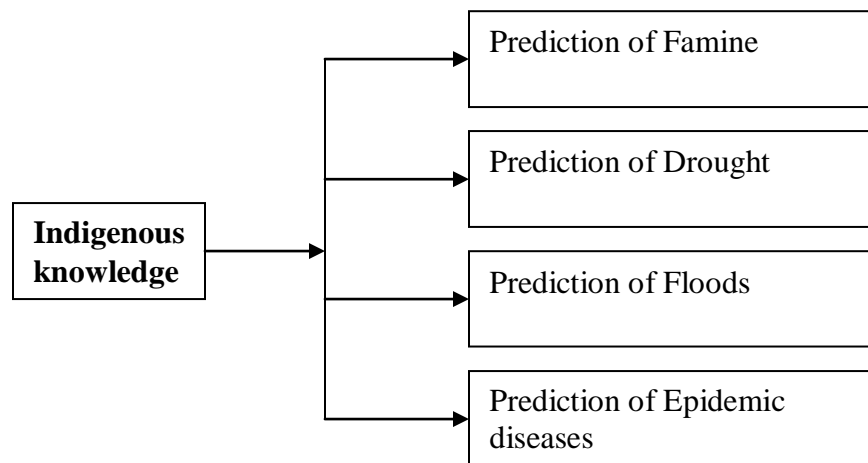 Prediction of Famine
Prediction of Drought
Indigenous
knowledge
Prediction of Floods
Prediction of Epidemic
diseases